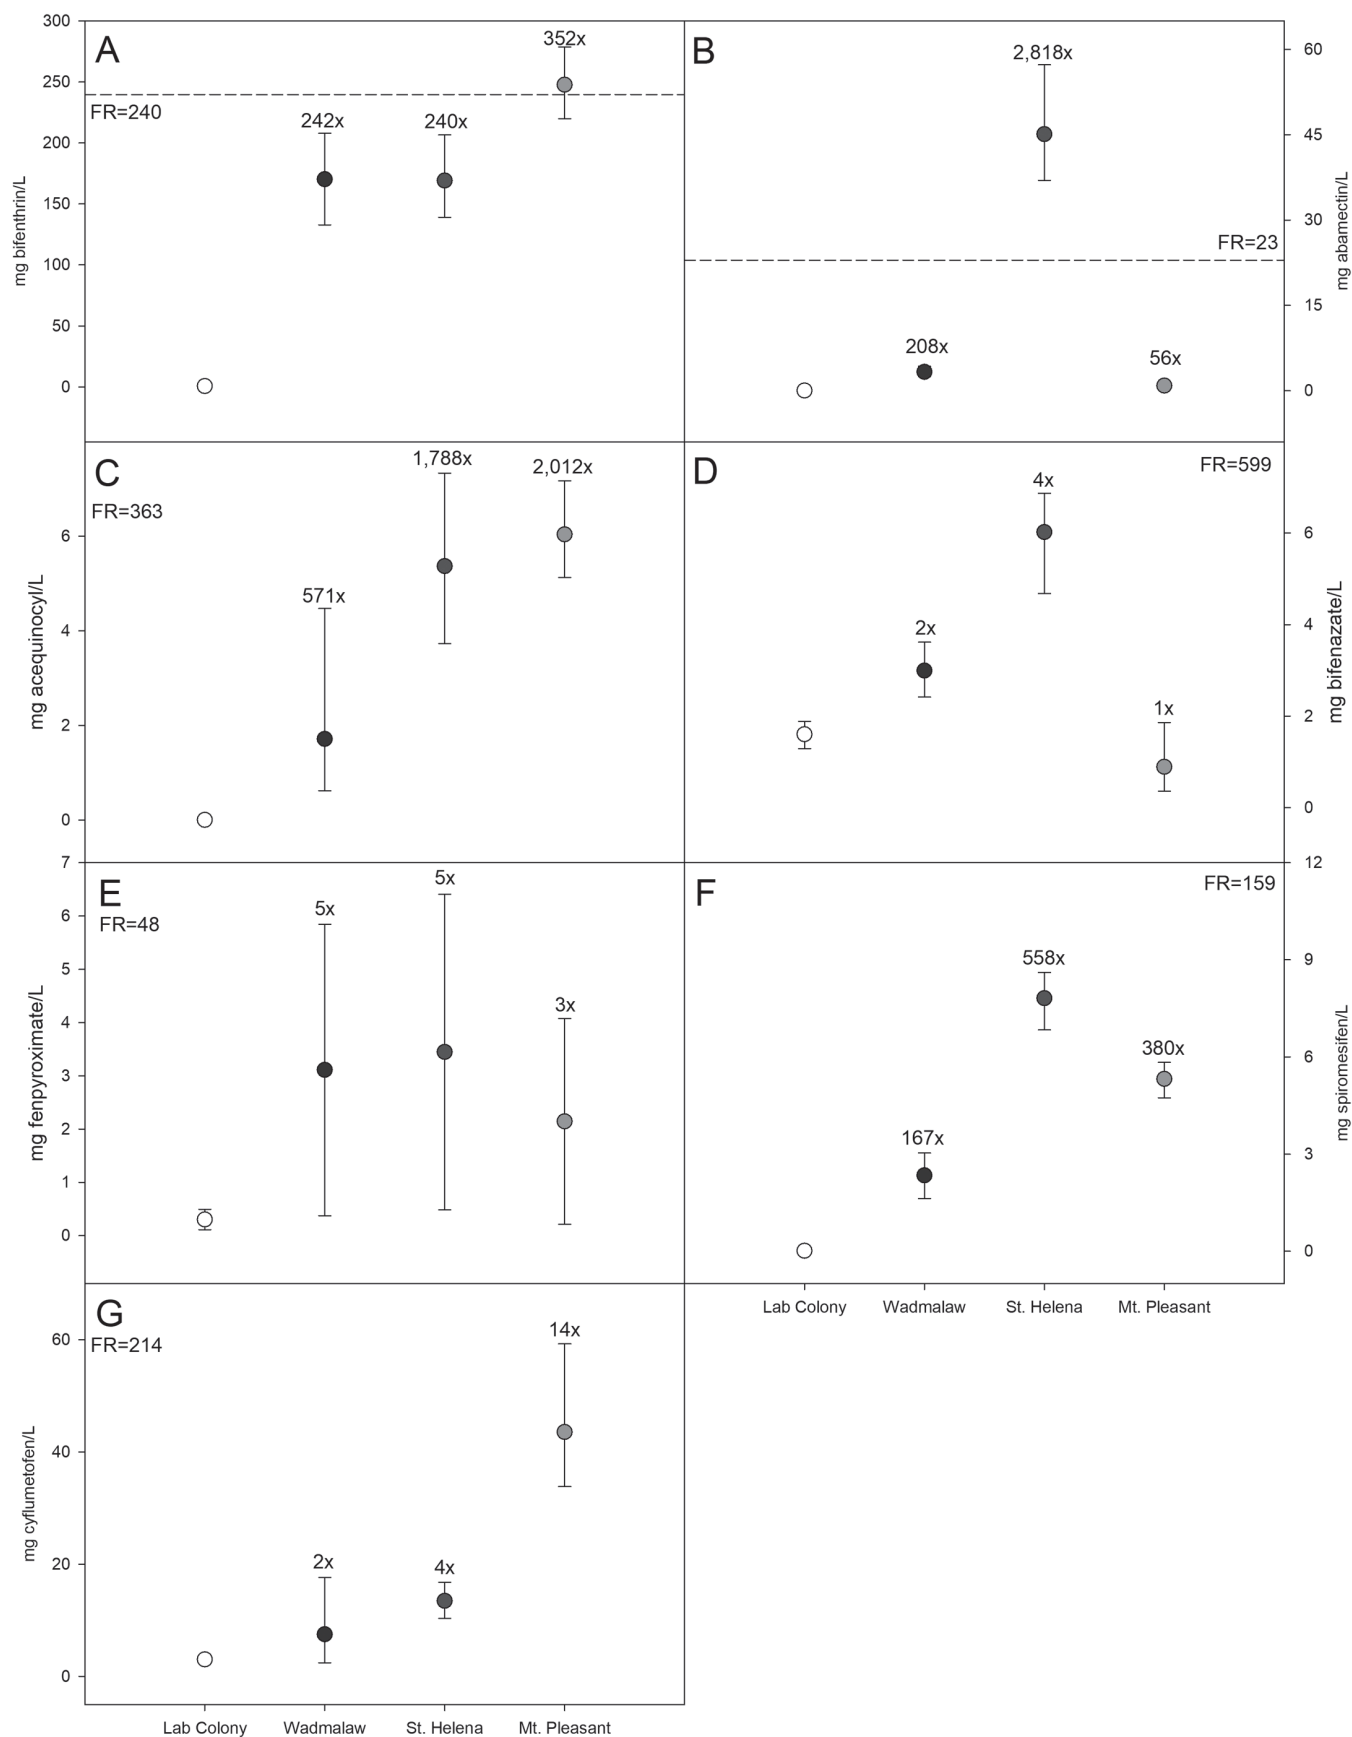 A
FR=240
242x
240x
352x
300
250
200
150
100
50
0
mg bifenthrin/L
B
2,818x
FR=23
208x
56x
60
45
30
15
0
mg abamectin/L
C
FR=363
571x
1,788x
2,012x
6
4
2
0
mg acequinocyl/L
D
FR=599
2x
4x
1x
6
4
2
0
mg bifenazate/L
E
FR=48
5x
5x
3x
7
6
5
4
3
2
1
0
mg fenpyroximate/L
F
FR=159
167x
558x
380x
12
9
6
3
0
mg spiromesifen/L
Lab Colony
Wadmalaw
St. Helena
Mt. Pleasant
G
FR=214
2x
4x
14x
60
40
20
0
mg cyflumetofen/L
Lab Colony
Wadmalaw
St. Helena
Mt. Pleasant